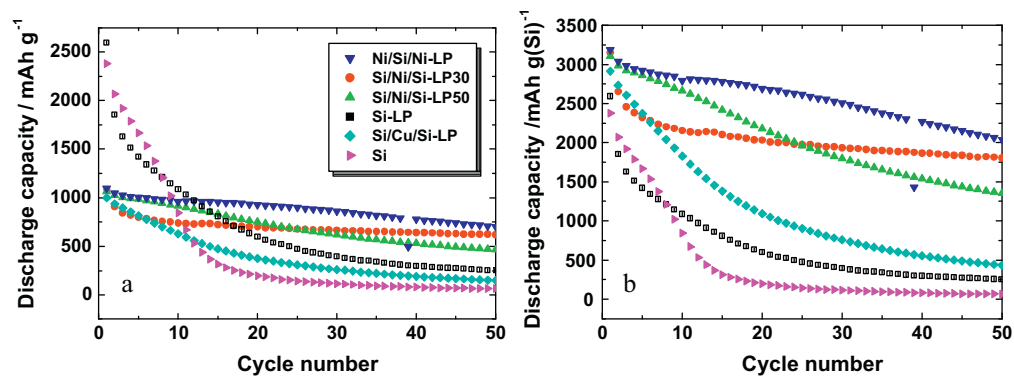 Discharge capacity / mAh g⁻¹
2500
2000
1500
1000
500
0
Ni/Si/Ni-LP
Si/Ni/Si-LP30
Si/Ni/Si-LP50
Si-LP
Si/Cu/Si-LP
Si
a
0 10 20 30 40 50
Cycle number
Discharge capacity /mAh g(Si)⁻¹
3500
3000
2500
2000
1500
1000
500
0
b
0 10 20 30 40 50
Cycle number